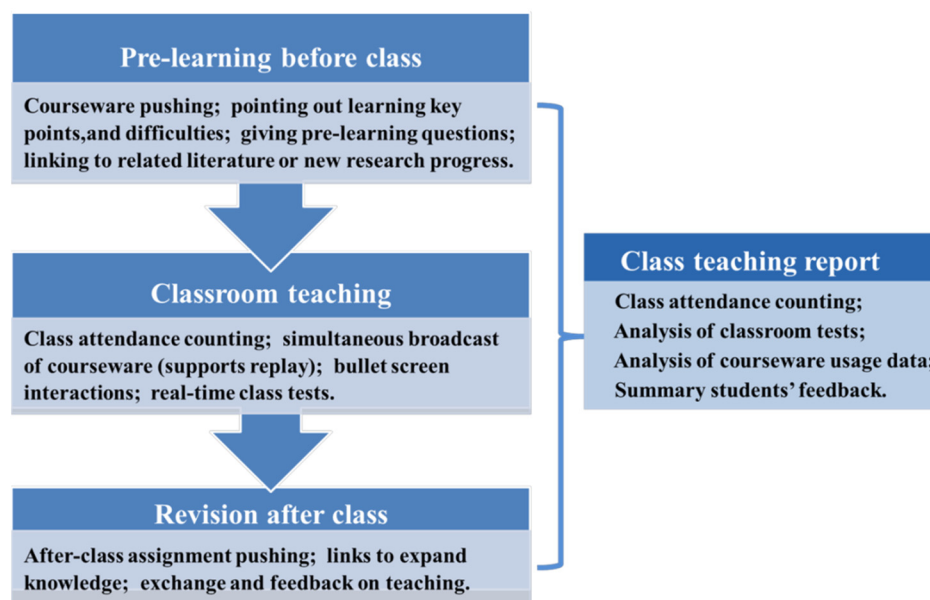 Pre-learning before class
Courseware pushing; pointing out learning key
points,and difficulties; giving pre-learning questions;
linking to related literature or new research progress.
Classroom teaching
Class attendance counting; simultaneous broadcast
of courseware (supports replay); bullet screen
interactions; real-time class tests.
Revision after class
After-class assignment pushing; links to expand
knowledge; exchange and feedback on teaching.
Class teaching report
Class attendance counting;
Analysis of classroom tests;
Analysis of courseware usage data;
Summary students’ feedback.